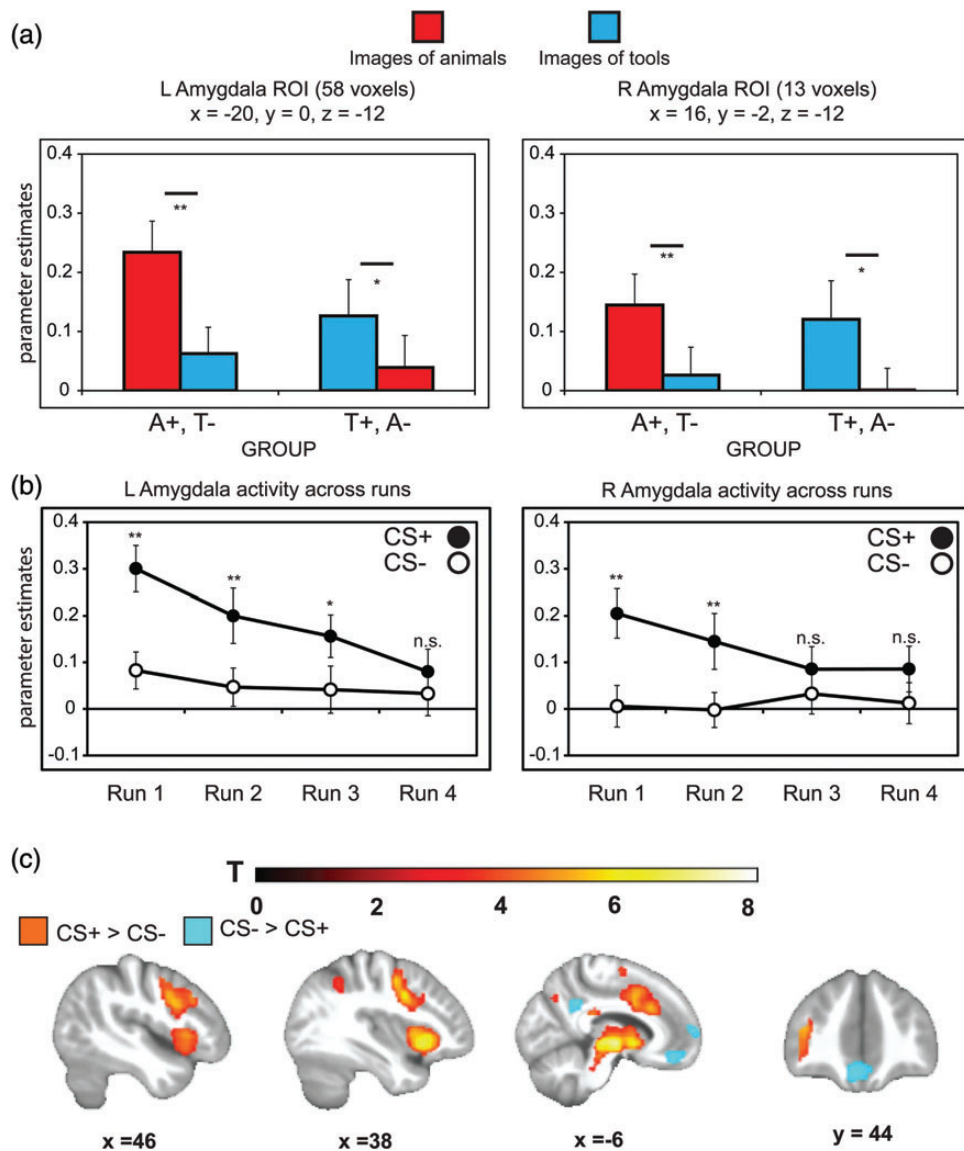 (a)
Images of animals Images of tools
L Amygdala ROI (58 voxels)
x = -20, y = 0, z = -12
R Amygdala ROI (13 voxels)
x = 16, y = -2, z = -12
parameter estimates
0.4
0.3
0.2
0.1
0
**
*
A+, T- T+, A-
GROUP
0.4
0.3
0.2
0.1
0
**
*
A+, T- T+, A-
GROUP
(b)
L Amygdala activity across runs
parameter estimates
0.4
0.3
0.2
0.1
0
-0.1
CS+
CS-
**
**
*
n.s.
Run 1 Run 2 Run 3 Run 4
R Amygdala activity across runs
0.4
0.3
0.2
0.1
0
-0.1
CS+
CS-
**
**
n.s.
n.s.
Run 1 Run 2 Run 3 Run 4
(c)
T
0 2 4 6 8
CS+ > CS- CS- > CS+
x =46 x =38 x =-6 y = 44